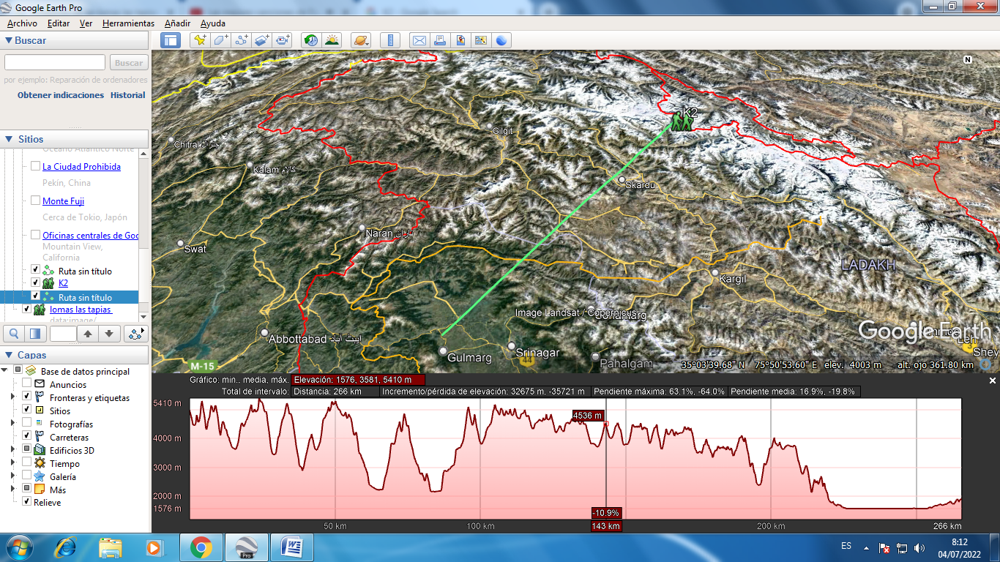 Google Earth Pro
Archivo Editar Ver Herramientas Añadir Ayuda
Buscar
Buscar
por ejemplo: Reparación de ordenadores
Obtener indicaciones Historial
Sitios
Océano Atlántico Norte
La Ciudad Prohibida
Pekín, China
Monte Fuji
Cerca de Tokio, Japón
Oficinas centrales de Goo
Mountain View,
California
Ruta sin título
K2
Ruta sin título
lomas las tapias
data:image/
Capas
Base de datos principal
Anuncios
Fronteras y etiquetas
Sitios
Fotografías
Carreteras
Edificios 3D
Tiempo
Galería
Más
Relieve
N
K2
Gilgit
Chitral چترال
Kalam کالام
Skardu
Naran ناران
Swat
LADAKH
Kargil
Image Landsat / Copernicus
Sonamarg
Google Earth
Abbottabad ایبٹ آباد
Gulmarg
Srinagar
44
Leh
3
Shey
M-15
Pahalgam
35°03'39.68" N 75°50'53.60" E elev. 4003 m alt. ojo 361.80 km
Gráfico: min., media, máx. Elevación: 1576, 3581, 5410 m
Total de intervalo: Distancia: 266 km Incremento/pérdida de elevación: 32675 m, -35721 m Pendiente máxima: 63.1%, -64.0% Pendiente media: 16.9%, -19.8%
5410 m
4536 m
4000 m
3000 m
2000 m
1576 m
-10.9%
50 km 100 km 143 km 200 km 266 km
Pro
ES
8:12
04/07/2022